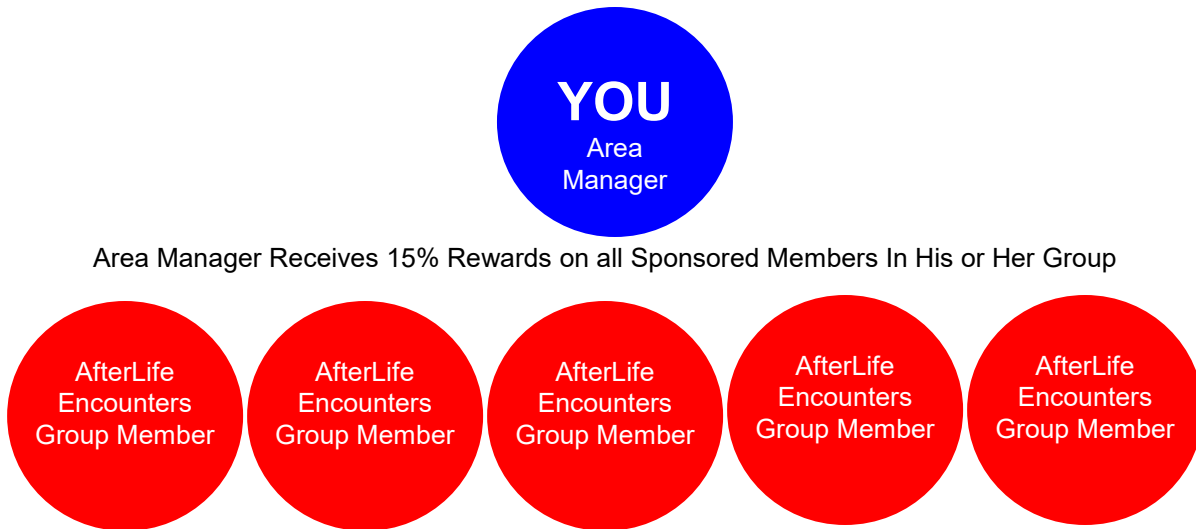 YOU
Area
Manager
Area Manager Receives 15% Rewards on all Sponsored Members In His or Her Group
AfterLife
Encounters
Group Member
AfterLife
Encounters
Group Member
AfterLife
Encounters
Group Member
AfterLife
Encounters
Group Member
AfterLife
Encounters
Group Member